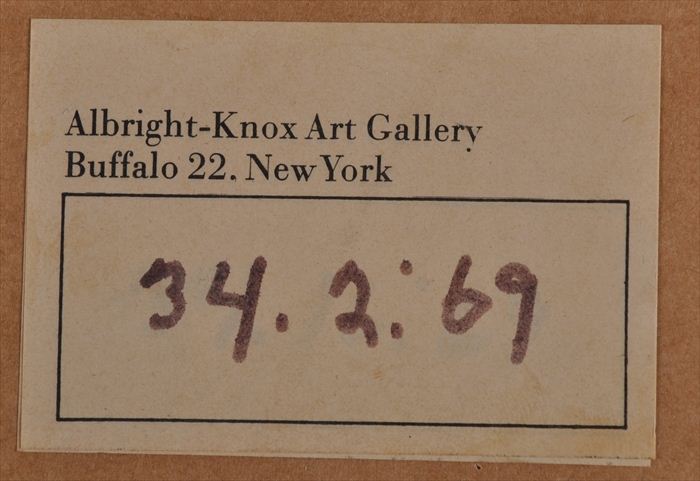 Albright-Knox Art Gallery
Buffalo 22, New York
34. 2:69